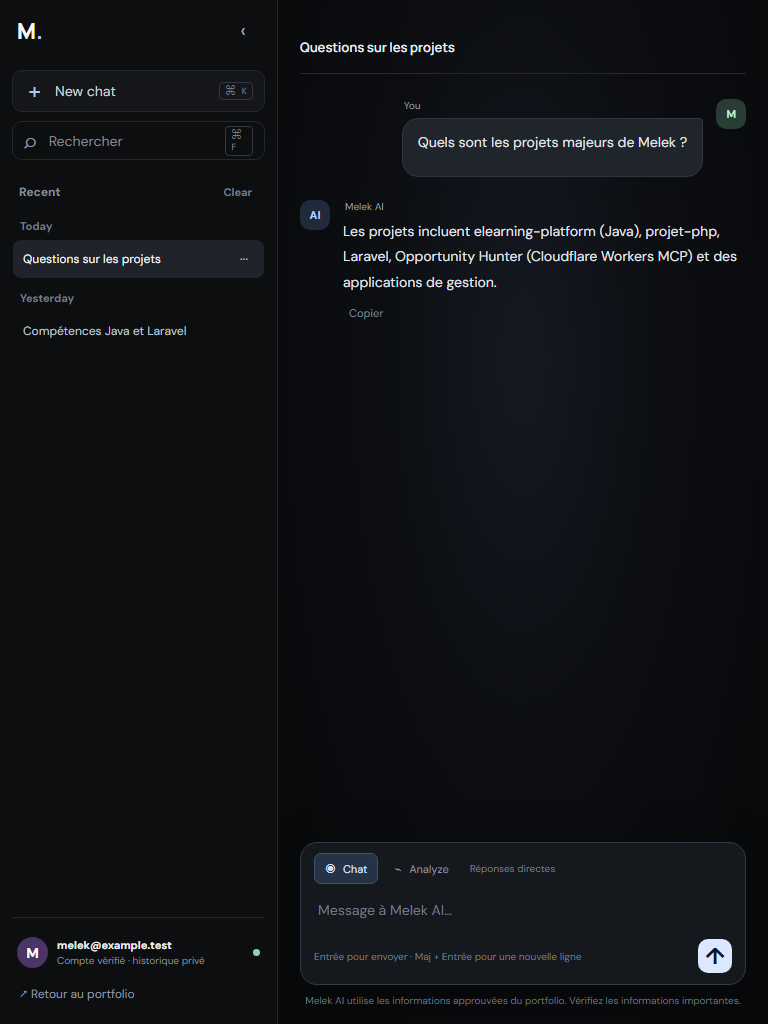 M.
‹
+ New chat ⌘ K
⌕ Rechercher ⌘ F
Recent Clear
Today
Questions sur les projets ···
Yesterday
Compétences Java et Laravel
M melek@example.test
Compte vérifié · historique privé
↗ Retour au portfolio
Questions sur les projets
You
Quels sont les projets majeurs de Melek ?
M
AI
Melek AI
Les projets incluent elearning-platform (Java), projet-php,
Laravel, Opportunity Hunter (Cloudflare Workers MCP) et des
applications de gestion.
Copier
◉ Chat ⌁ Analyze Réponses directes
Message à Melek AI...
Entrée pour envoyer · Maj + Entrée pour une nouvelle ligne
Melek AI utilise les informations approuvées du portfolio. Vérifiez les informations importantes.